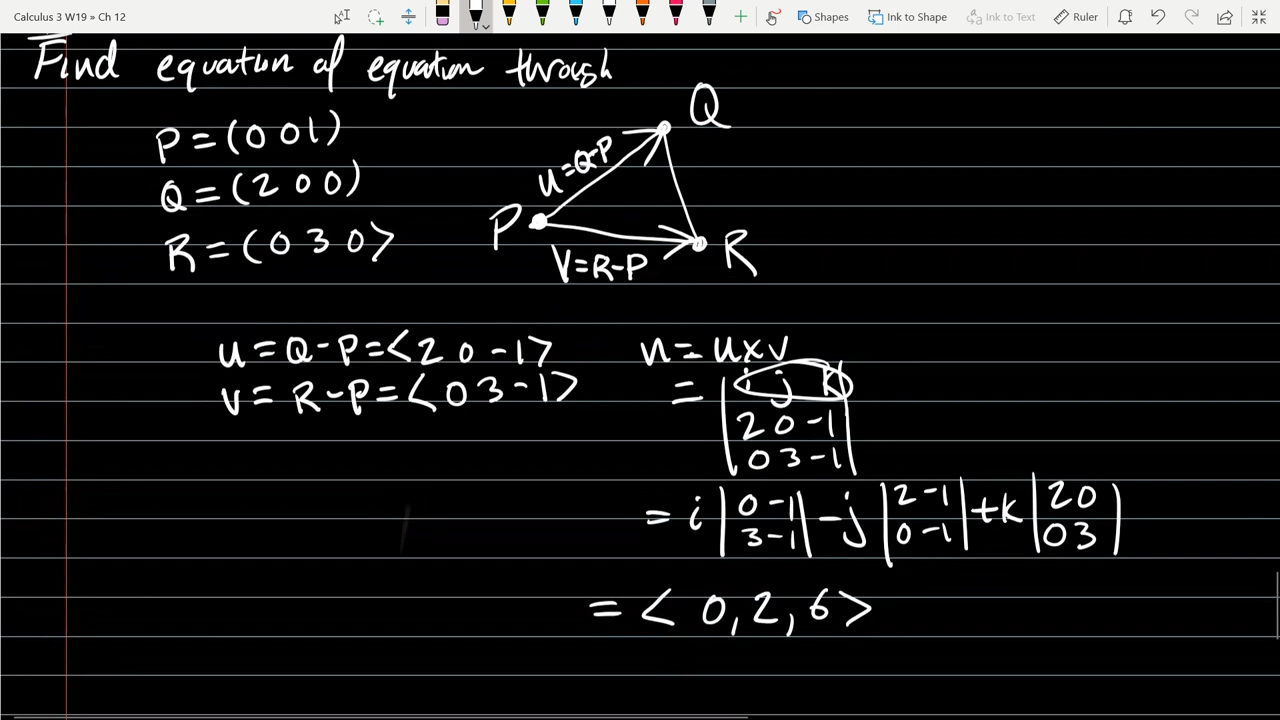 Calculus 3 W19 » Ch 12
Shapes Ink to Shape Ink to Text Ruler
Find equation of equation through
P = (0 0 1)
Q = (2 0 0)
R = (0 3 0>
Q
u=Q-P
P
R
V=R-P
u = Q-P = <2 0 -1>
v = R-P = <0 3 -1>
n = u×v
= | i j k |
| 2 0 -1 |
| 0 3 -1 |
= i | 0 -1 | - j | 2 -1 | + k | 2 0 |
| 3 -1 | | 0 -1 | | 0 3 |
= < 0, 2, 6 >